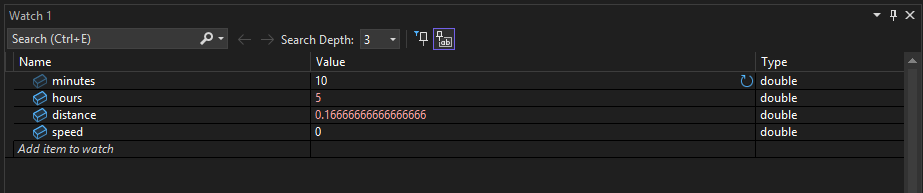 Watch 1
Search (Ctrl+E) Search Depth: 3 ab
Name Value Type
minutes 10 double
hours 5 double
distance 0.16666666666666666 double
speed 0 double
Add item to watch